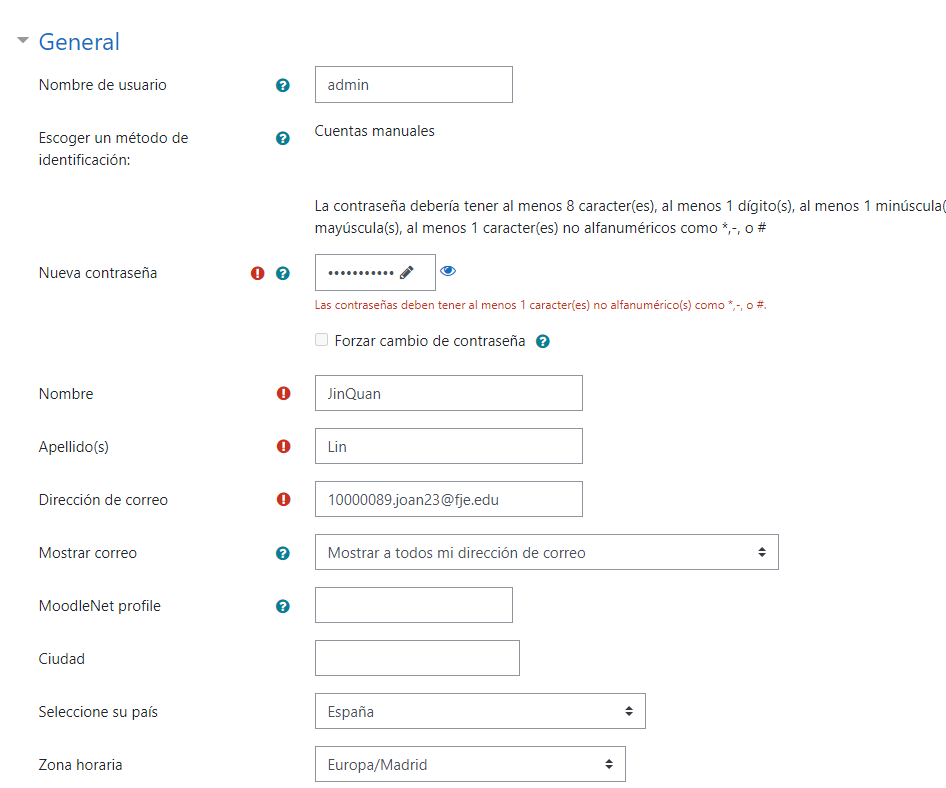 General
Nombre de usuario
admin
Escoger un método de
identificación:
Cuentas manuales
La contraseña debería tener al menos 8 caracter(es), al menos 1 dígito(s), al menos 1 minúscula(
mayúscula(s), al menos 1 caracter(es) no alfanuméricos como *,-, o #
Nueva contraseña
•••••••••••
Las contraseñas deben tener al menos 1 caracter(es) no alfanumérico(s) como *,-, o #.
Forzar cambio de contraseña
Nombre
JinQuan
Apellido(s)
Lin
Dirección de correo
10000089.joan23@fje.edu
Mostrar correo
Mostrar a todos mi dirección de correo
MoodleNet profile
Ciudad
Seleccione su país
España
Zona horaria
Europa/Madrid